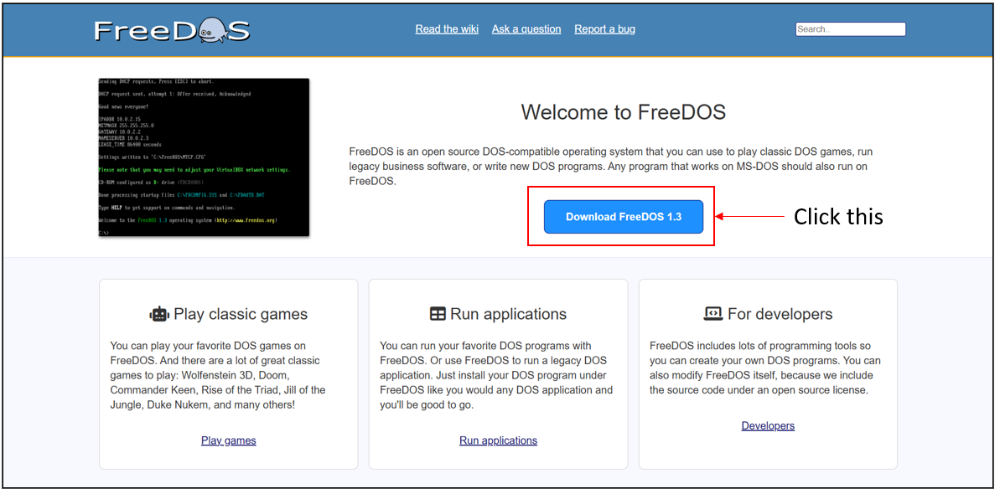 FreeDOS
Read the wiki Ask a question Report a bug
Search..
Sending DHCP requests, Press [ESC] to abort.
DHCP request sent, attempt 1: Offer received, Acknowledged
Good news everyone!
IPADDR 10.0.2.15
NETMASK 255.255.255.0
GATEWAY 10.0.2.2
NAMESERVER 10.0.2.3
LEASE_TIME 86400 seconds
Settings written to 'C:\FreeDOS\MTCP.CFG'
Please note that you may need to adjust your VirtualBOX network settings.
CD-ROM configured as D: drive (FDCD0001)
Done processing startup files C:\FDCONFIG.SYS and C:\FDAUTO.BAT
Type HELP to get support on commands and navigation.
Welcome to the FreeDOS 1.3 operating system (http://www.freedos.org)
C:\>
Welcome to FreeDOS
FreeDOS is an open source DOS-compatible operating system that you can use to play classic DOS games, run
legacy business software, or write new DOS programs. Any program that works on MS-DOS should also run on
FreeDOS.
Download FreeDOS 1.3
Click this
Play classic games
You can play your favorite DOS games on
FreeDOS. And there are a lot of great classic
games to play: Wolfenstein 3D, Doom,
Commander Keen, Rise of the Triad, Jill of the
Jungle, Duke Nukem, and many others!
Play games
Run applications
You can run your favorite DOS programs with
FreeDOS. Or use FreeDOS to run a legacy DOS
application. Just install your DOS program under
FreeDOS like you would any DOS application and
you'll be good to go.
Run applications
For developers
FreeDOS includes lots of programming tools so
you can create your own DOS programs. You can
also modify FreeDOS itself, because we include
the source code under an open source license.
Developers